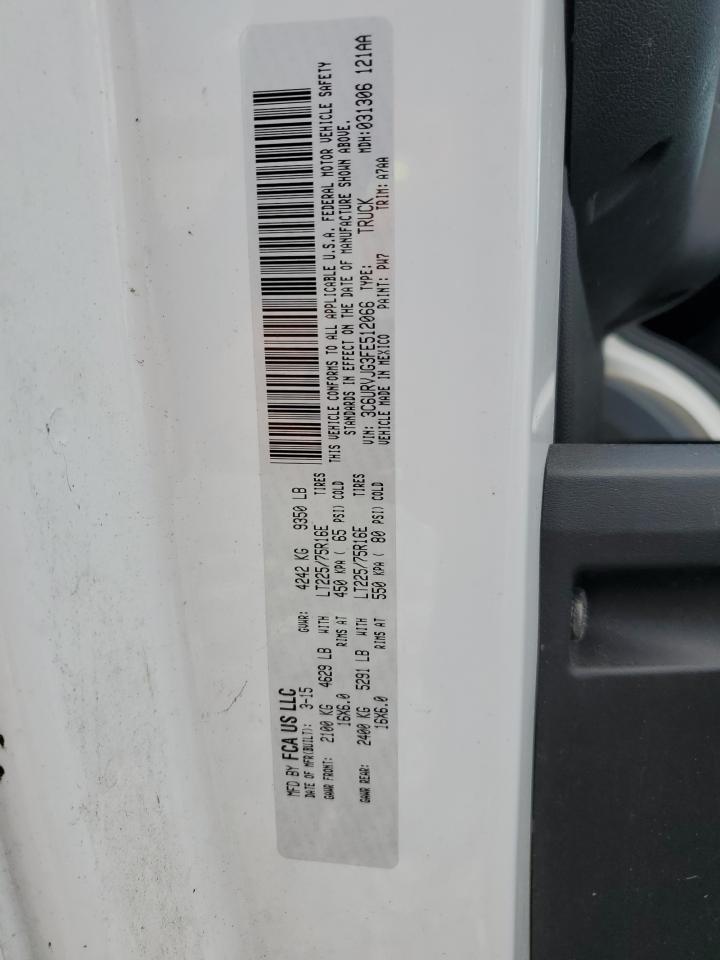 MFD BY FCA US LLC
DATE OF MFR(BUILT): 3-15 GVWR: 4242 KG 9350 LB
GAWR FRONT: 2100 KG 4629 LB WITH LT225/75R16E TIRES
16X6.0 RIMS AT 450 KPA ( 65 PSI) COLD
GAWR REAR: 2400 KG 5291 LB WITH LT225/75R16E TIRES
16X6.0 RIMS AT 550 KPA ( 80 PSI) COLD
THIS VEHICLE CONFORMS TO ALL APPLICABLE U.S.A. FEDERAL MOTOR VEHICLE SAFETY
STANDARDS IN EFFECT ON THE DATE OF MANUFACTURE SHOWN ABOVE.
VIN: 3C6URVJG3FE512066 TYPE: TRUCK MDH:031306 121AA
VEHICLE MADE IN MEXICO PAINT: PW7 TRIM: A7AA